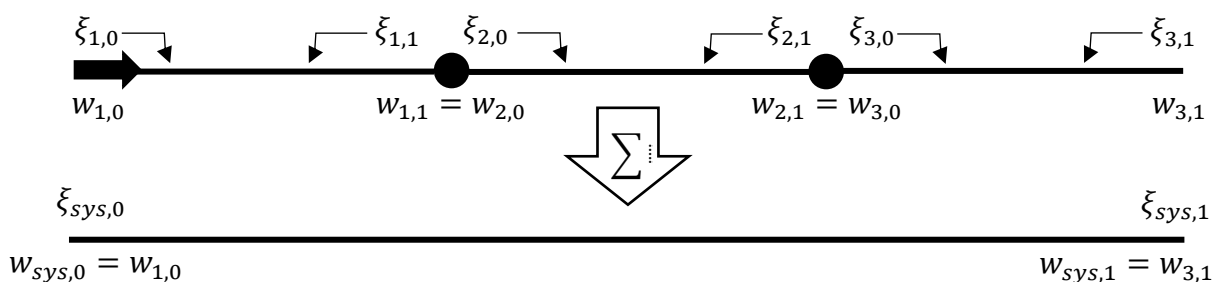 ξ1,0 ξ1,1 ξ2,0 ξ2,1 ξ3,0 ξ3,1
w1,0 w1,1 = w2,0 w2,1 = w3,0 w3,1
∑
ξsys,0 ξsys,1
wsys,0 = w1,0 wsys,1 = w3,1